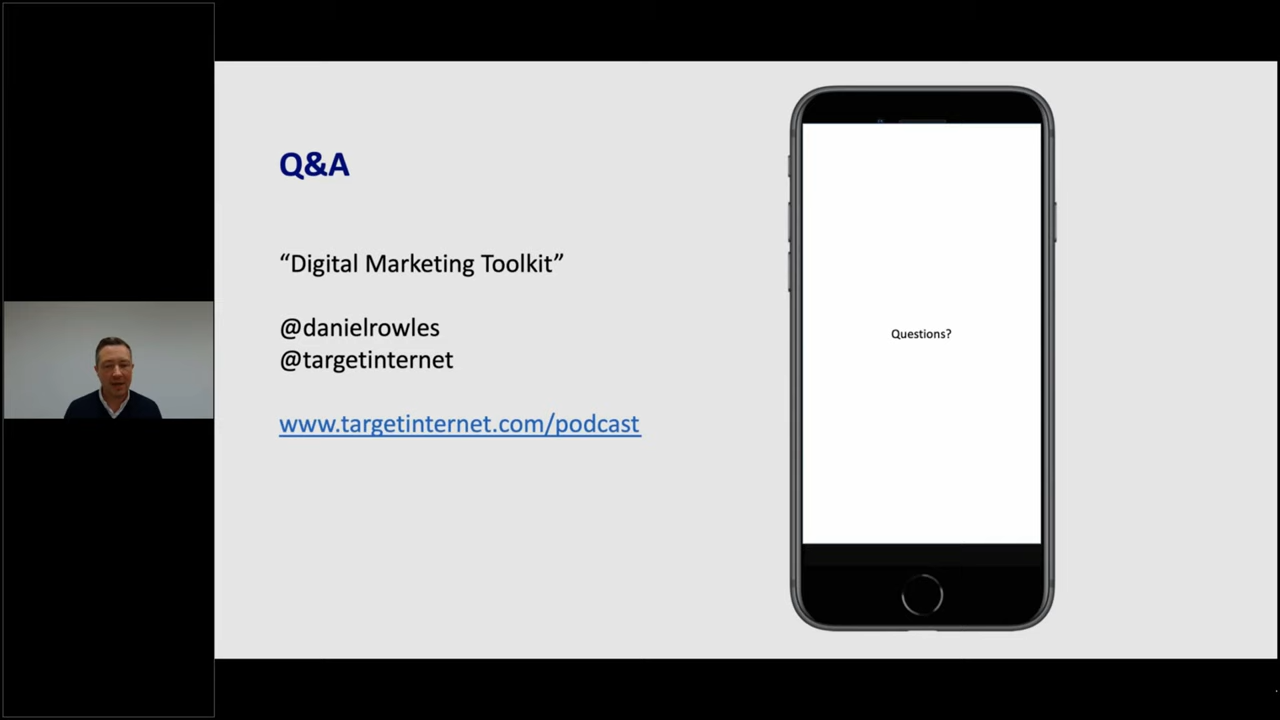 Q&A
“Digital Marketing Toolkit”
@danielrowles
@targetinternet
www.targetinternet.com/podcast
Questions?